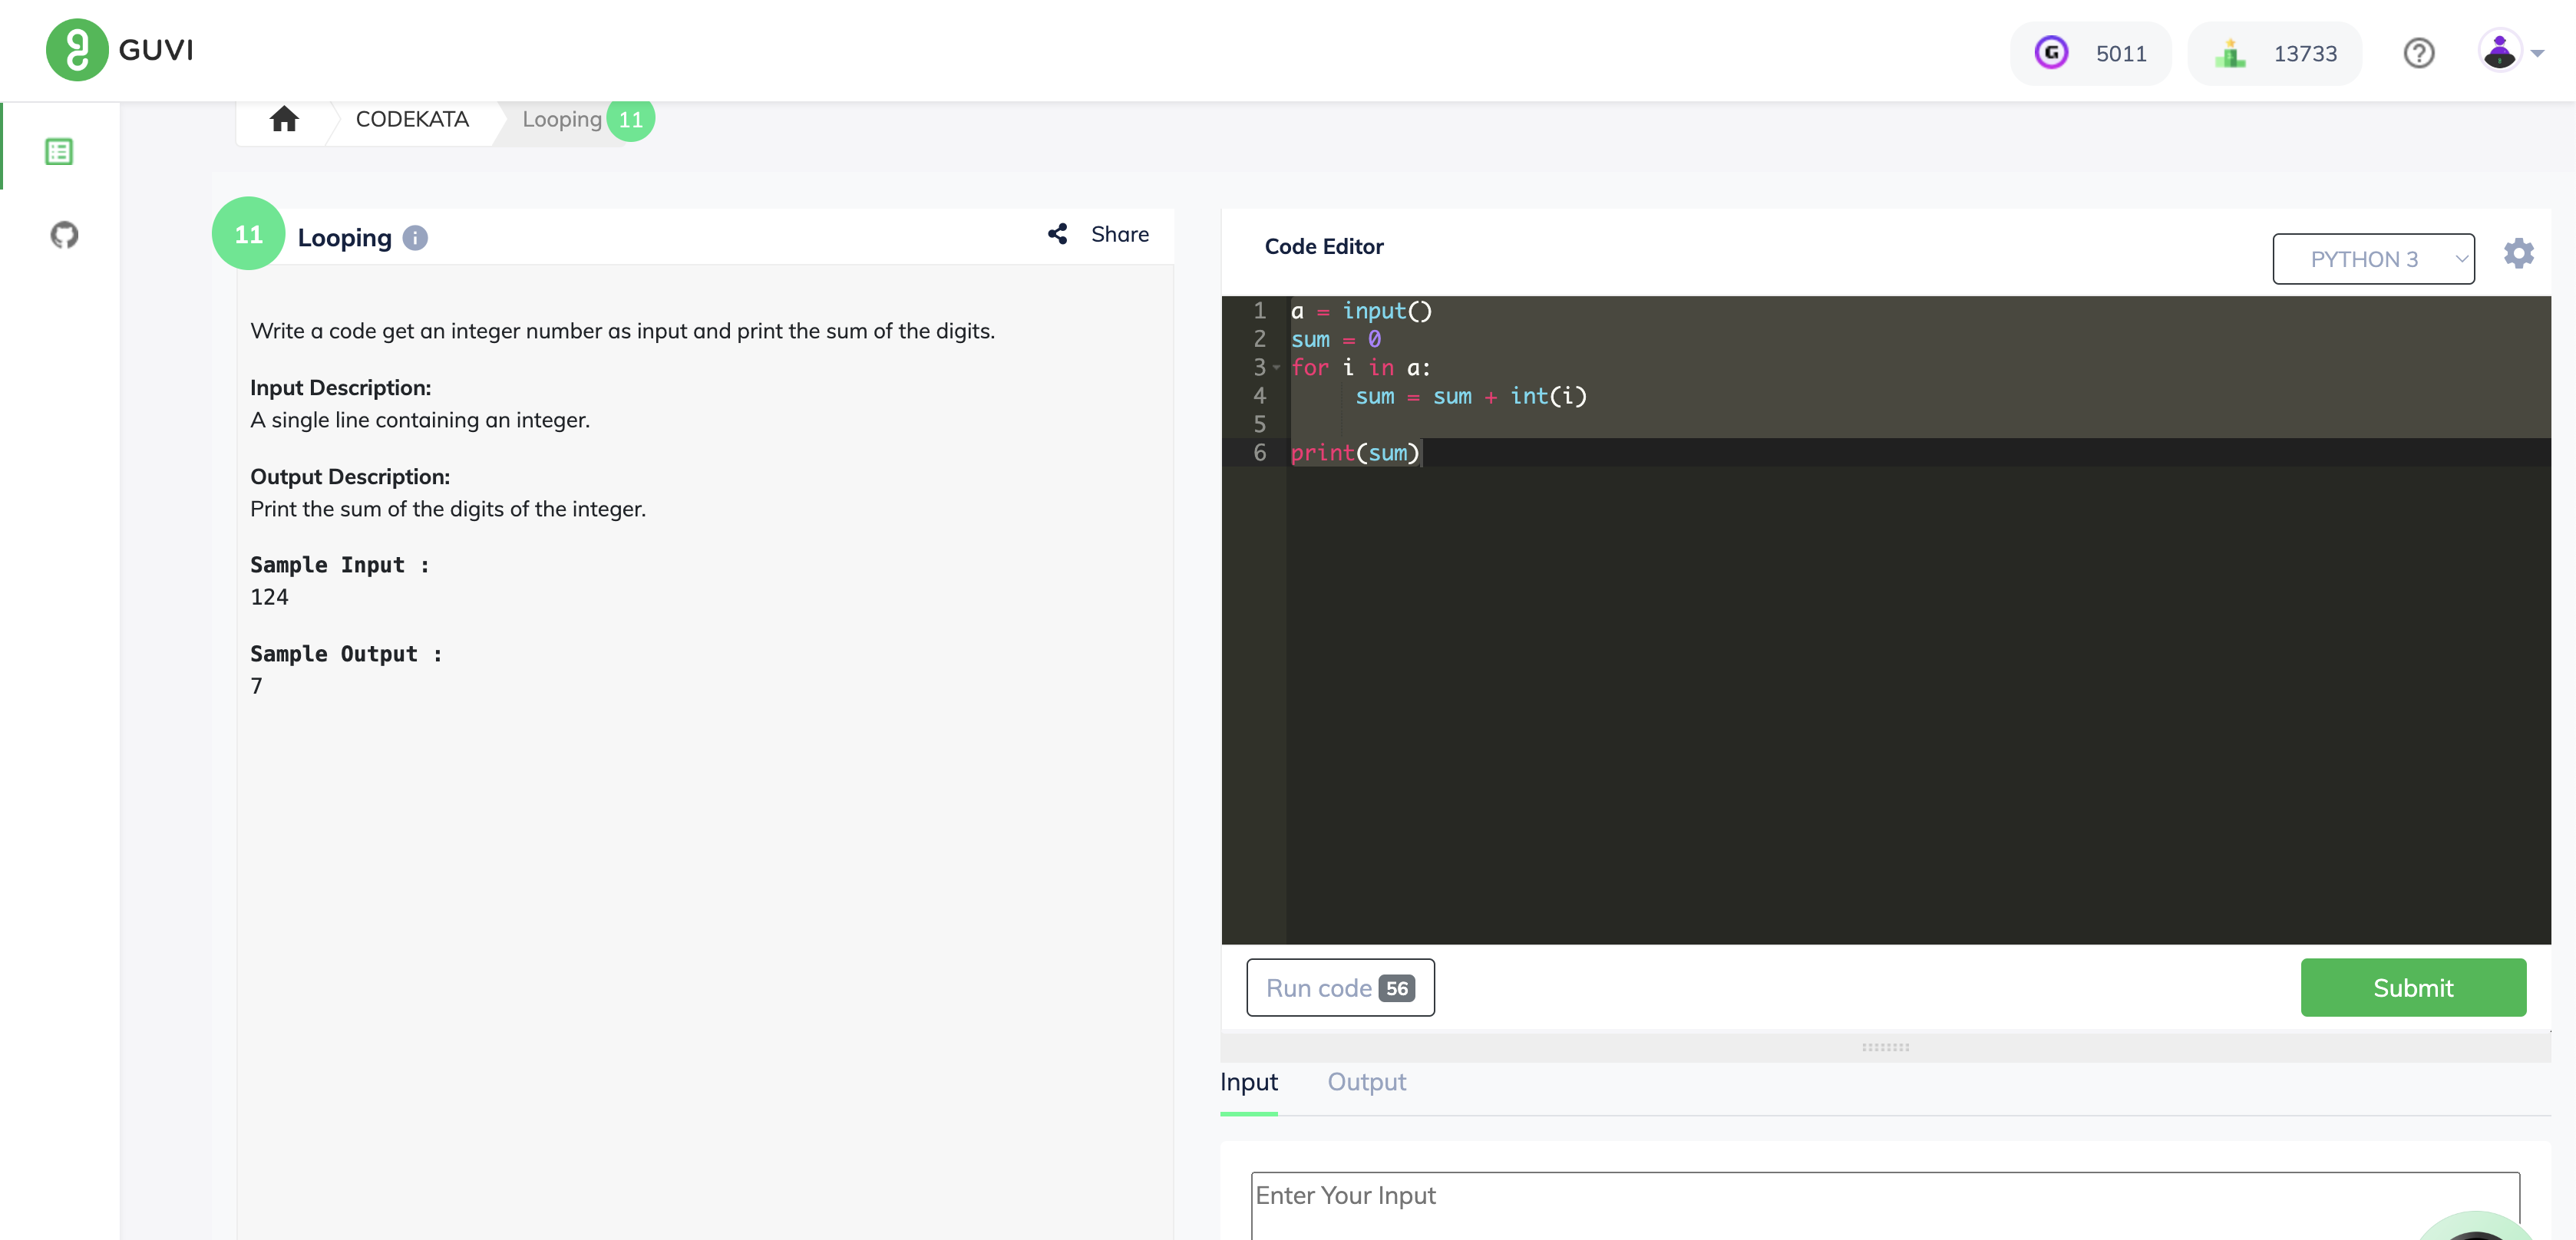 GUVI
5011
13733
CODEKATA
Looping 11
11 Looping
Share
Write a code get an integer number as input and print the sum of the digits.
Input Description:
A single line containing an integer.
Output Description:
Print the sum of the digits of the integer.
Sample Input :
124
Sample Output :
7
Code Editor
PYTHON 3
1 a = input()
2 sum = 0
3 for i in a:
4 sum = sum + int(i)
5
6 print(sum)
Run code 56
Submit
Input Output
Enter Your Input